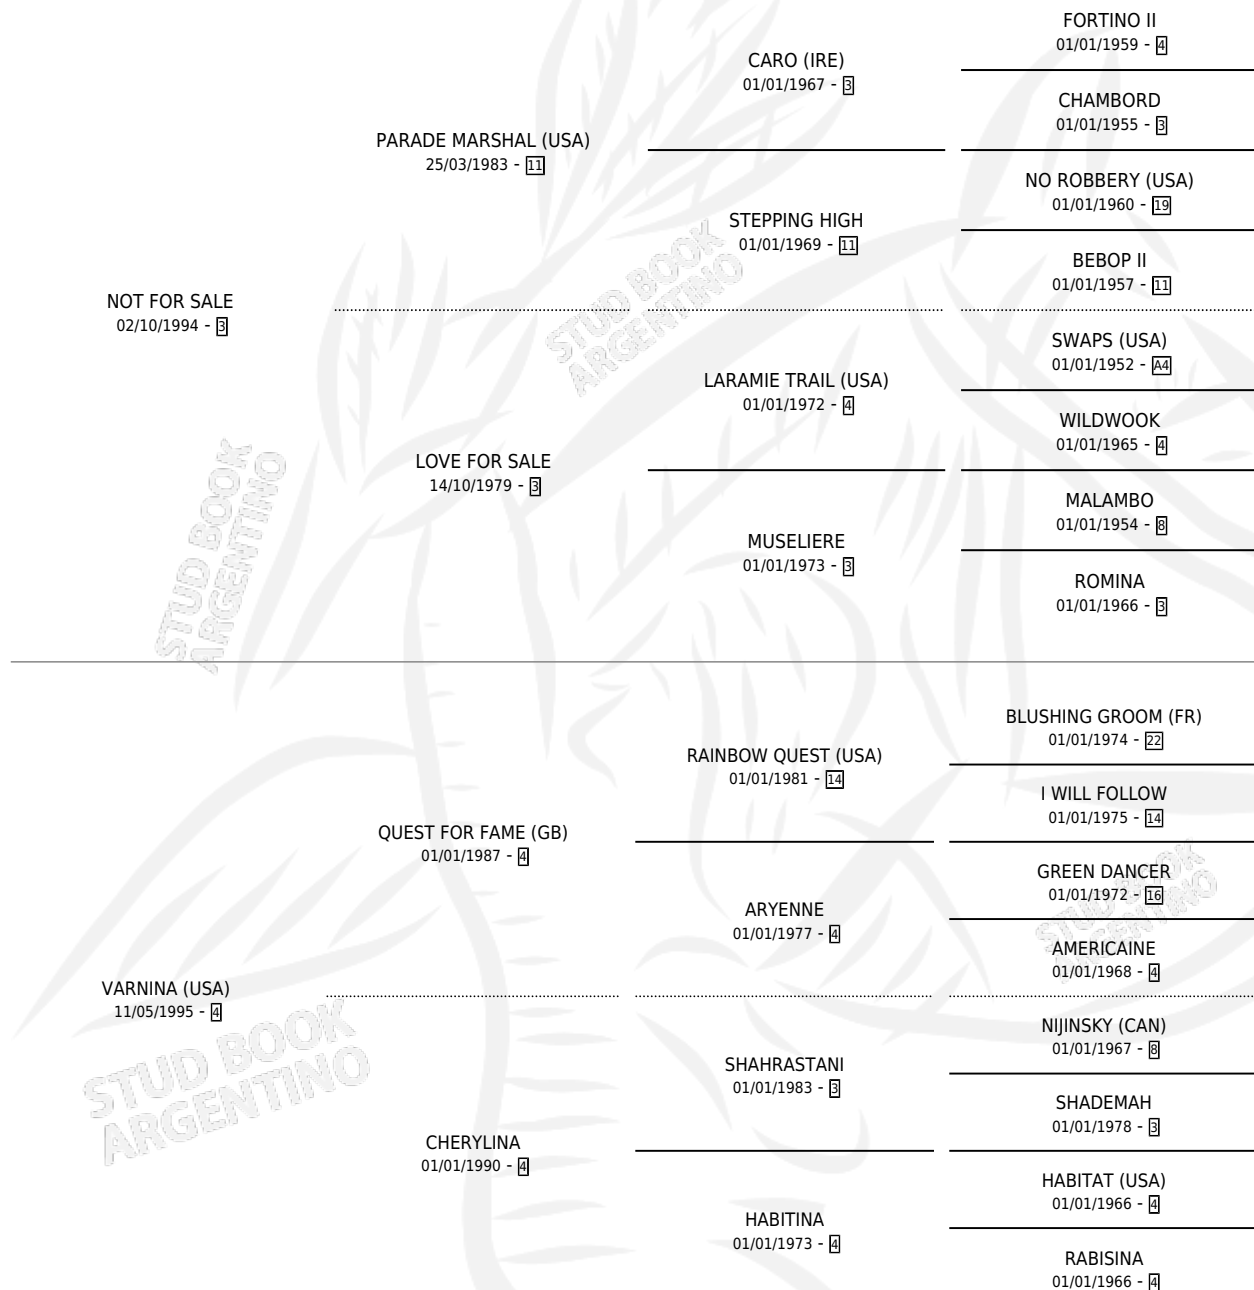 FORTINO II
01/01/1959 - 4
CARO (IRE)
01/01/1967 - 3
CHAMBORD
01/01/1955 - 3
PARADE MARSHAL (USA)
25/03/1983 - 11
NO ROBBERY (USA)
01/01/1960 - 19
STEPPING HIGH
01/01/1969 - 11
BEBOP II
01/01/1957 - 11
NOT FOR SALE
02/10/1994 - 3
SWAPS (USA)
01/01/1952 - A4
LARAMIE TRAIL (USA)
01/01/1972 - 4
WILDWOOK
01/01/1965 - 4
LOVE FOR SALE
14/10/1979 - 3
MALAMBO
01/01/1954 - 8
MUSELIERE
01/01/1973 - 3
ROMINA
01/01/1966 - 3
BLUSHING GROOM (FR)
01/01/1974 - 22
RAINBOW QUEST (USA)
01/01/1981 - 14
I WILL FOLLOW
01/01/1975 - 14
QUEST FOR FAME (GB)
01/01/1987 - 4
GREEN DANCER
01/01/1972 - 16
ARYENNE
01/01/1977 - 4
AMERICAINE
01/01/1968 - 4
VARNINA (USA)
11/05/1995 - 4
NIJINSKY (CAN)
01/01/1967 - 8
SHAHRASTANI
01/01/1983 - 3
SHADEMAH
01/01/1978 - 3
CHERYLINA
01/01/1990 - 4
HABITAT (USA)
01/01/1966 - 4
HABITINA
01/01/1973 - 4
RABISINA
01/01/1966 - 4
STUD BOOK
ARGENTINO
STUD BOOK
ARGENTINO
STUD BOOK
ARGENTINO
STUD BOOK
ARGENTINO